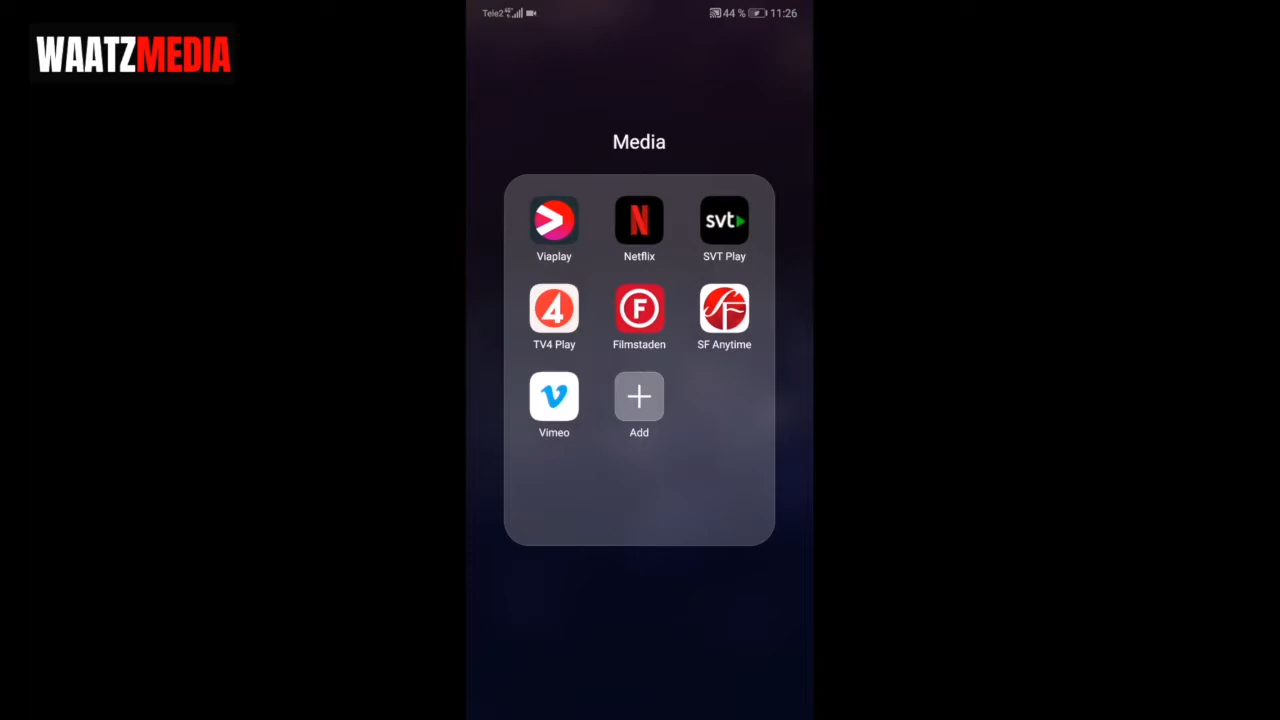 Tele2 44 % 11:26
WAATZMEDIA
Media
N svt
Viaplay Netflix SVT Play
4 F SF
TV4 Play Filmstaden SF Anytime
v
Vimeo Add